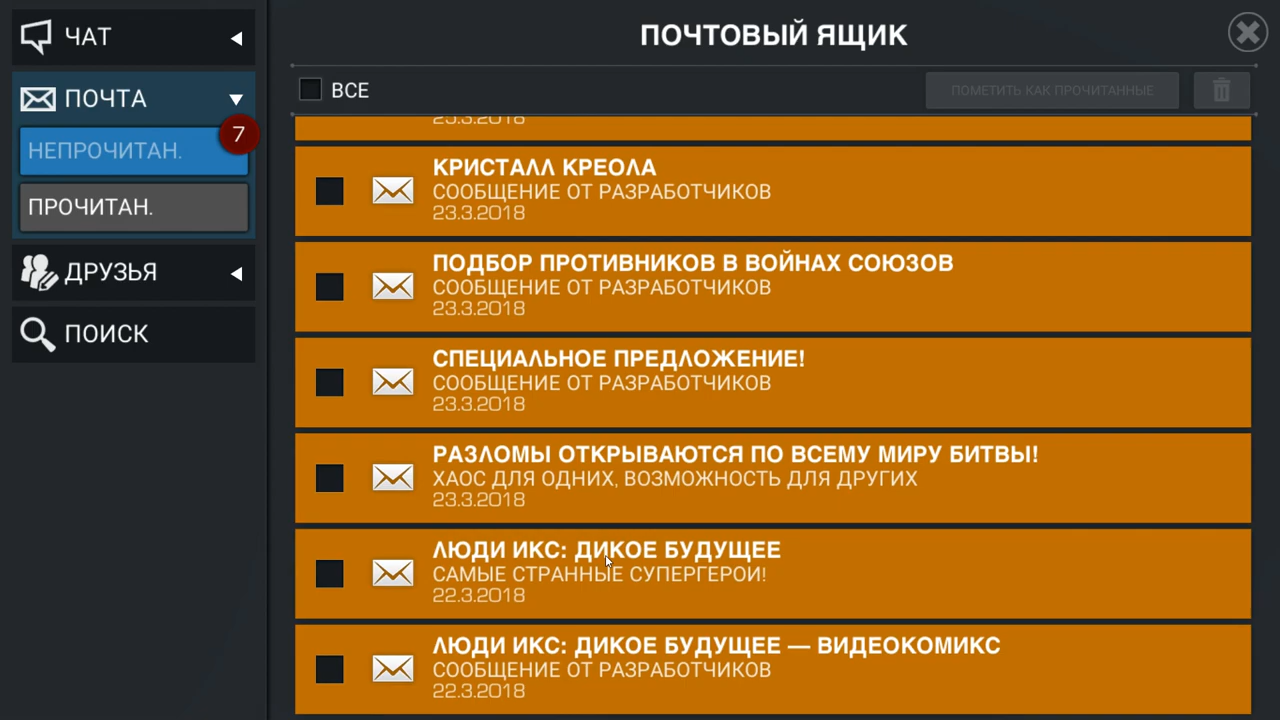 ЧАТ
ПОЧТА
7
НЕПРОЧИТАН.
ПРОЧИТАН.
ДРУЗЬЯ
ПОИСК
ПОЧТОВЫЙ ЯЩИК
ВСЕ
ПОМЕТИТЬ КАК ПРОЧИТАННЫЕ
23.3.2018
КРИСТАЛЛ КРЕОЛА
СООБЩЕНИЕ ОТ РАЗРАБОТЧИКОВ
23.3.2018
ПОДБОР ПРОТИВНИКОВ В ВОЙНАХ СОЮЗОВ
СООБЩЕНИЕ ОТ РАЗРАБОТЧИКОВ
23.3.2018
СПЕЦИАЛЬНОЕ ПРЕДЛОЖЕНИЕ!
СООБЩЕНИЕ ОТ РАЗРАБОТЧИКОВ
23.3.2018
РАЗЛОМЫ ОТКРЫВАЮТСЯ ПО ВСЕМУ МИРУ БИТВЫ!
ХАОС ДЛЯ ОДНИХ, ВОЗМОЖНОСТЬ ДЛЯ ДРУГИХ
23.3.2018
ЛЮДИ ИКС: ДИКОЕ БУДУЩЕЕ
САМЫЕ СТРАННЫЕ СУПЕРГЕРОИ!
22.3.2018
ЛЮДИ ИКС: ДИКОЕ БУДУЩЕЕ — ВИДЕОКОМИКС
СООБЩЕНИЕ ОТ РАЗРАБОТЧИКОВ
22.3.2018